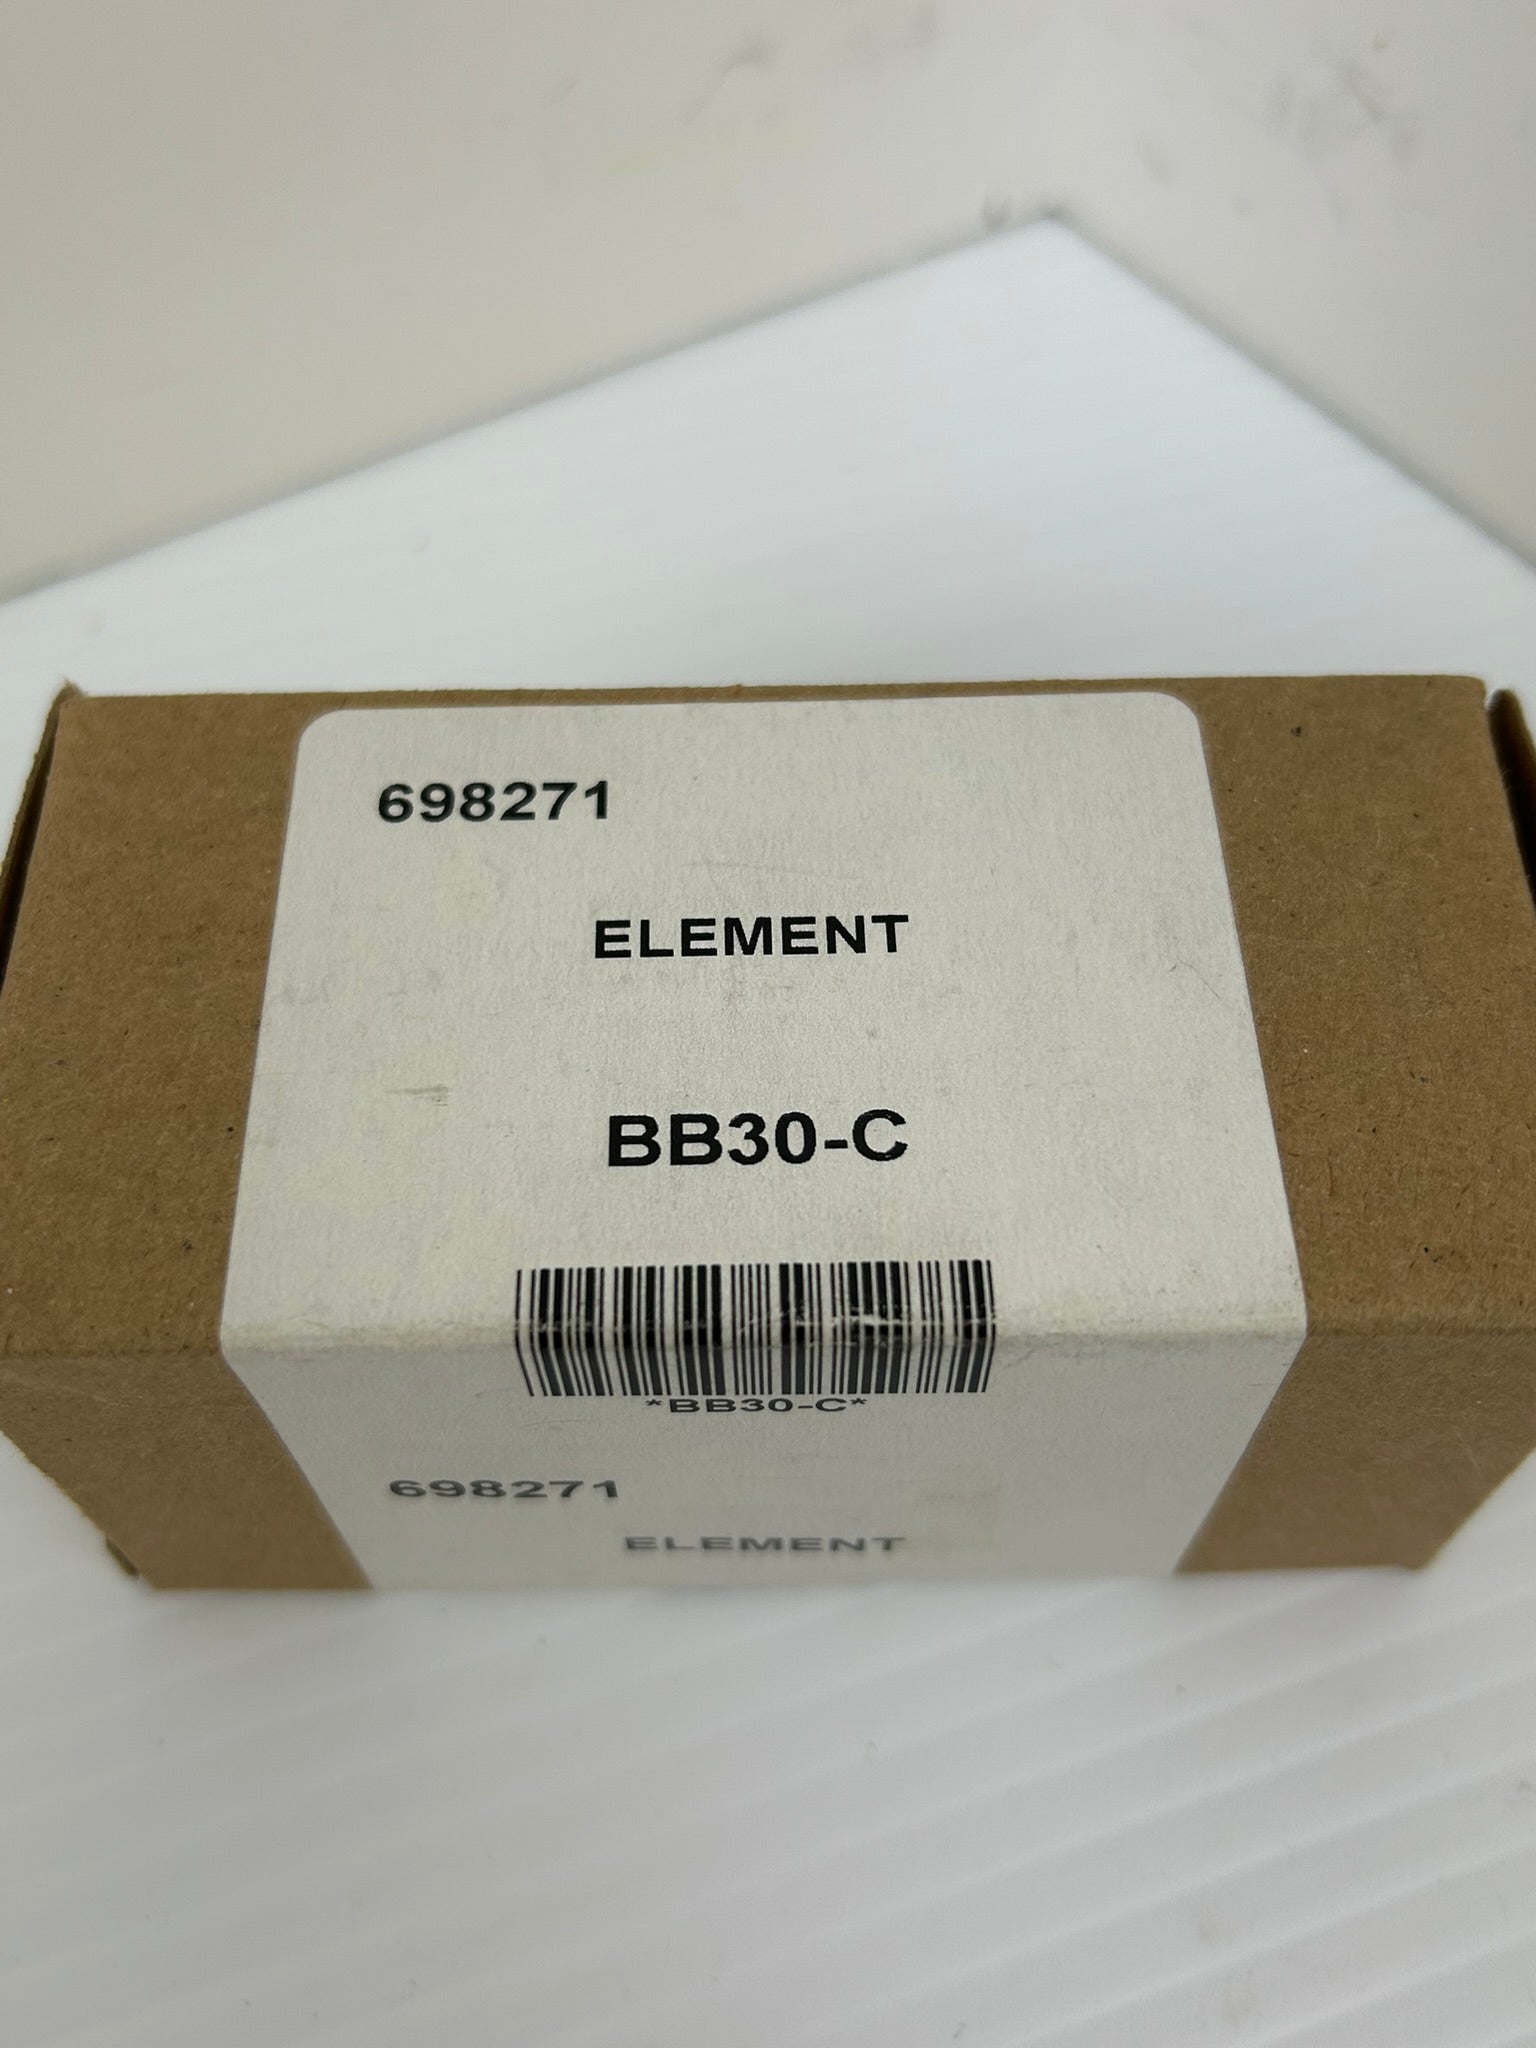 698271
ELEMENT
BB30-C
*BB30-C*
698271
ELEMENT